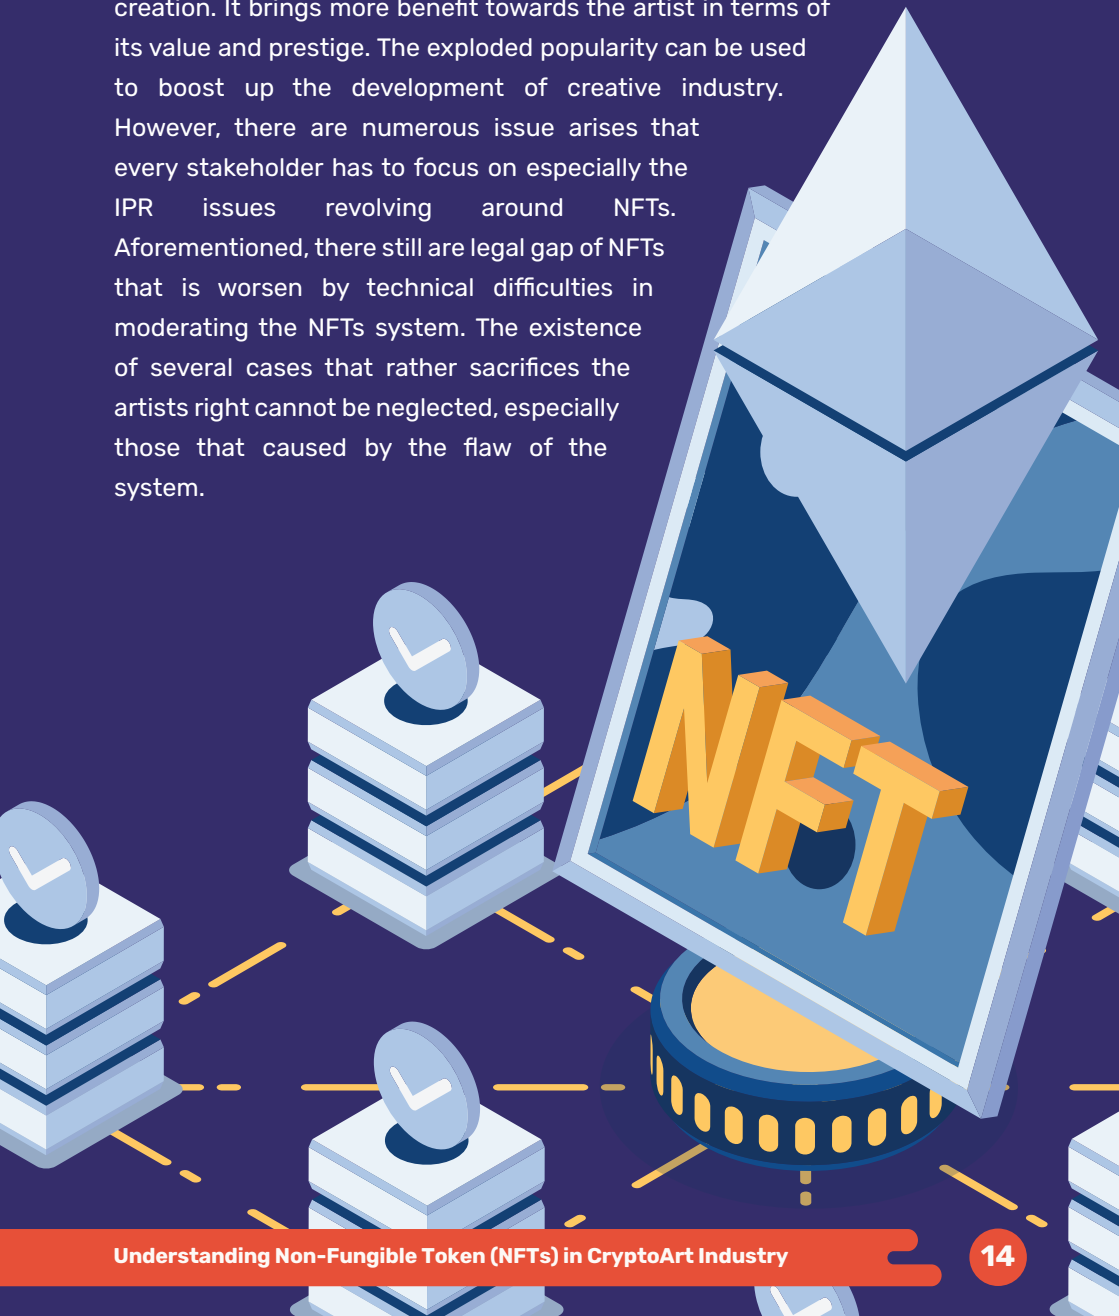 creation. It brings more benefit towards the artist in terms of
its value and prestige. The exploded popularity can be used
to boost up the development of creative industry.
However, there are numerous issue arises that
every stakeholder has to focus on especially the
IPR issues revolving around NFTs.
Aforementioned, there still are legal gap of NFTs
that is worsen by technical difficulties in
moderating the NFTs system. The existence
of several cases that rather sacrifices the
artists right cannot be neglected, especially
those that caused by the flaw of the
system.
NFT
Understanding Non-Fungible Token (NFTs) in CryptoArt Industry
14